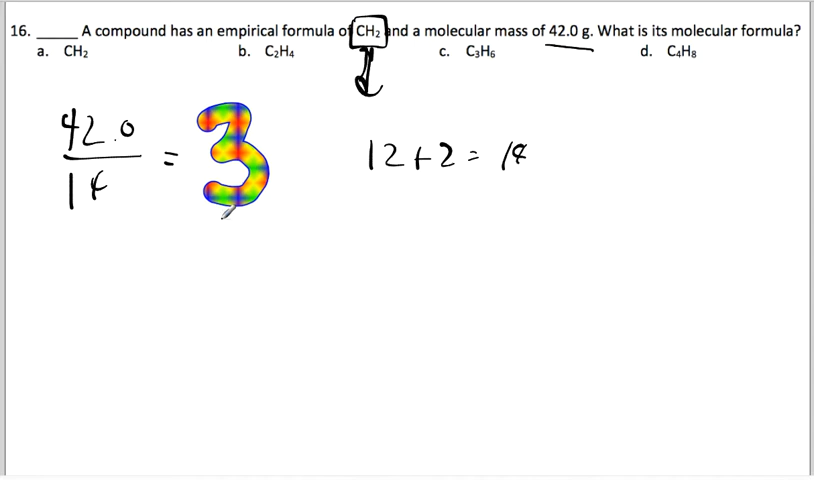 16. _____ A compound has an empirical formula of CH₂ and a molecular mass of 42.0 g. What is its molecular formula?
a. CH₂ b. C₂H₄ c. C₃H₆ d. C₄H₈
42.0
14 = 3 12+2 = 14